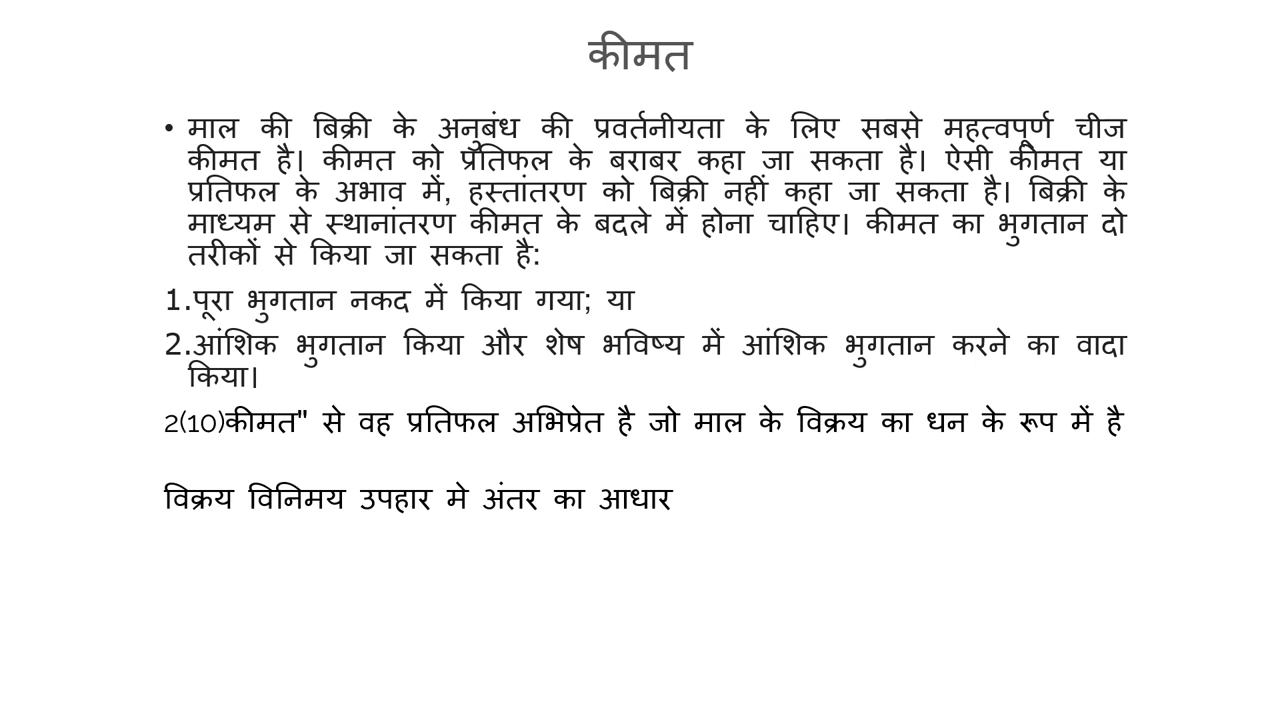 कीमत
• माल की बिक्री के अनुबंध की प्रवर्तनीयता के लिए सबसे महत्वपूर्ण चीज
कीमत है। कीमत को प्रतिफल के बराबर कहा जा सकता है। ऐसी कीमत या
प्रतिफल के अभाव में, हस्तांतरण को बिक्री नहीं कहा जा सकता है। बिक्री के
माध्यम से स्थानांतरण कीमत के बदले में होना चाहिए। कीमत का भुगतान दो
तरीकों से किया जा सकता है:
1.पूरा भुगतान नकद में किया गया; या
2.आंशिक भुगतान किया और शेष भविष्य में आंशिक भुगतान करने का वादा
किया।
2(10)कीमत" से वह प्रतिफल अभिप्रेत है जो माल के विक्रय का धन के रूप में है
विक्रय विनिमय उपहार मे अंतर का आधार